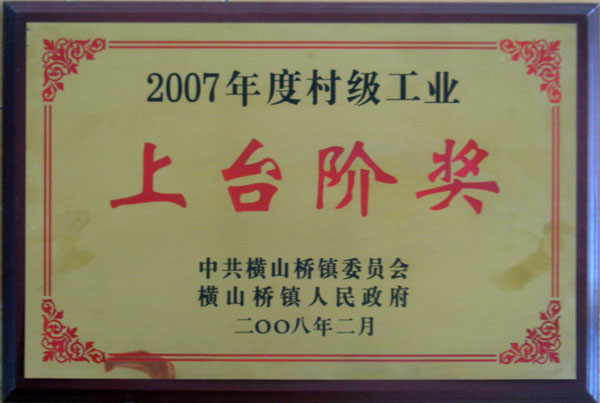 2007年度村级工业
上台阶奖
中共横山桥镇委员会
横山桥镇人民政府
二〇〇八年二月